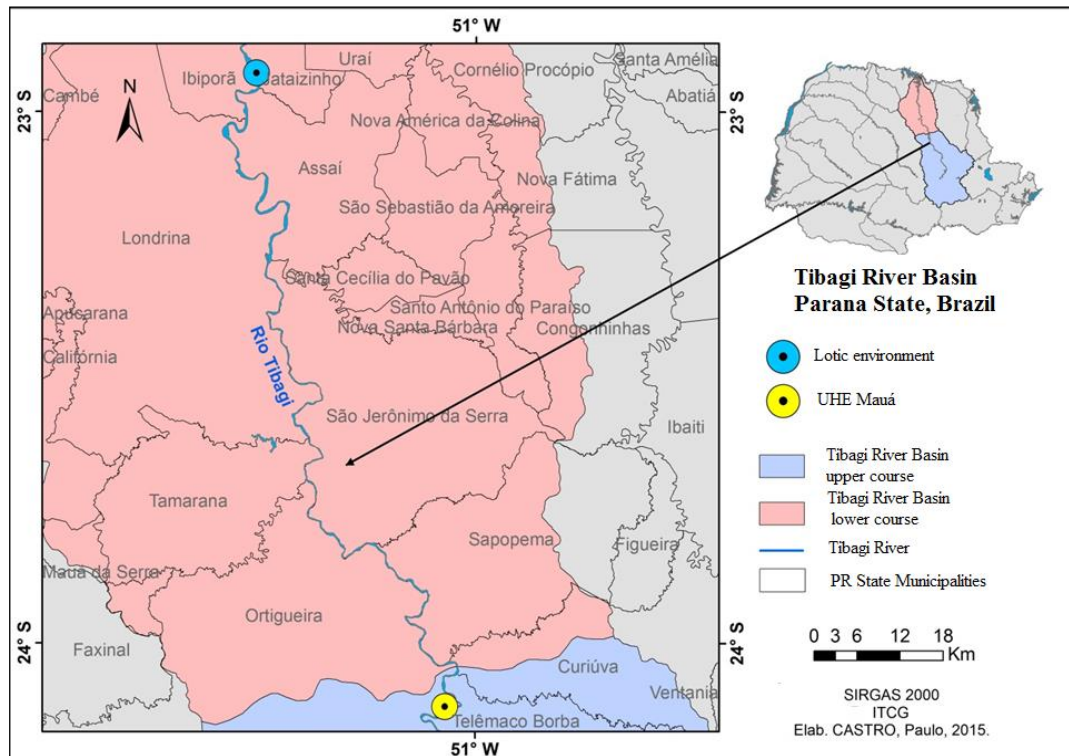 51° W
23° S
24° S
23° S
24° S
51° W
N
Uraí
Santa Amélia
Ibiporã
Cornélio Procópio
Cambé
Abatiá
Nova América da Colina
Assaí
Nova Fátima
São Sebastião da Amoreira
Londrina
Santa Cecília do Pavão
Santo Antônio do Paraíso
Apucarana
Nova Santa Bárbara
Congonhinhas
Califórnia
Rio Tibagi
São Jerônimo da Serra
Ibaiti
Tamarana
Sapopema
Figueira
Mauá da Serra
Ortigueira
Faxinal
Curiúva
Ventania
Telêmaco Borba
Tibagi River Basin
Parana State, Brazil
Lotic environment
UHE Mauá
Tibagi River Basin
upper course
Tibagi River Basin
lower course
Tibagi River
PR State Municipalities
0 3 6 12 18
Km
SIRGAS 2000
ITCG
Elab. CASTRO, Paulo, 2015.